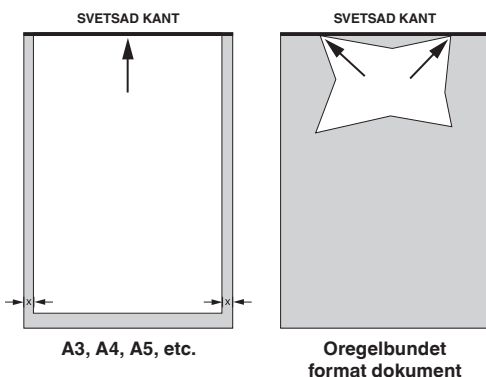 SVETSAD KANT
SVETSAD KANT
x
x
A3, A4, A5, etc.
Oregelbundet
format dokument